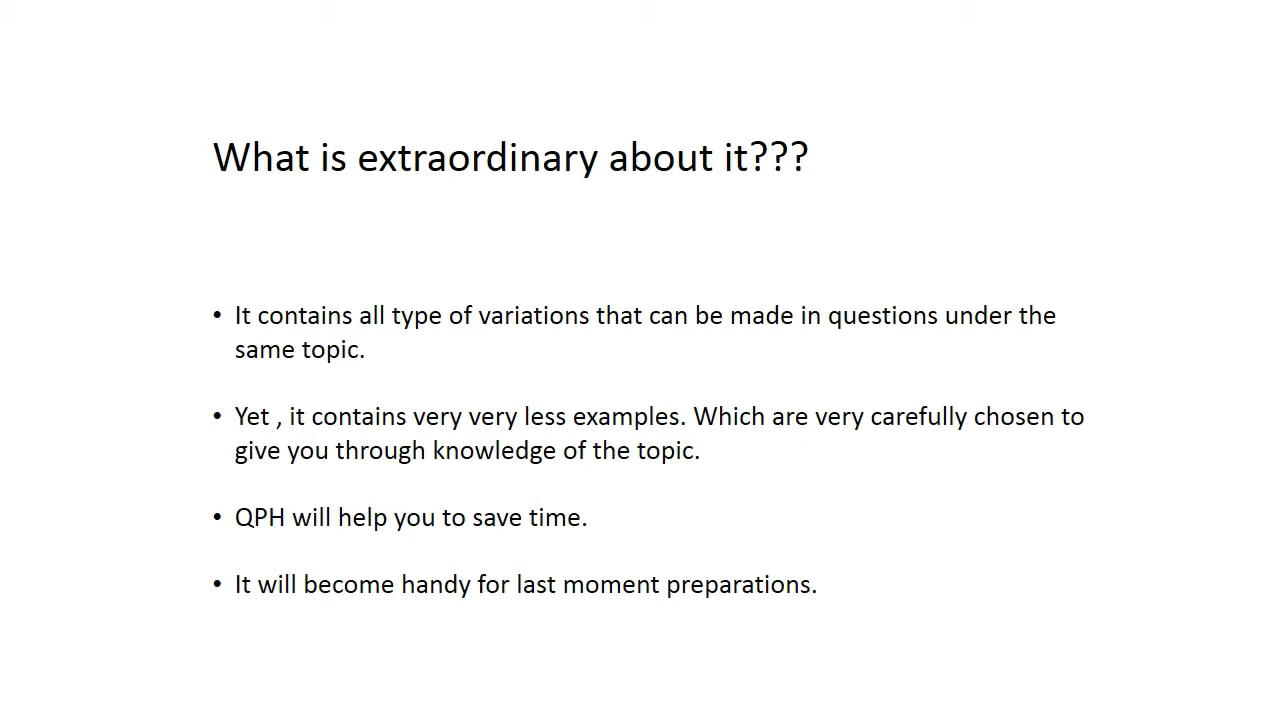 What is extraordinary about it???
• It contains all type of variations that can be made in questions under the
same topic.
• Yet , it contains very very less examples. Which are very carefully chosen to
give you through knowledge of the topic.
• QPH will help you to save time.
• It will become handy for last moment preparations.